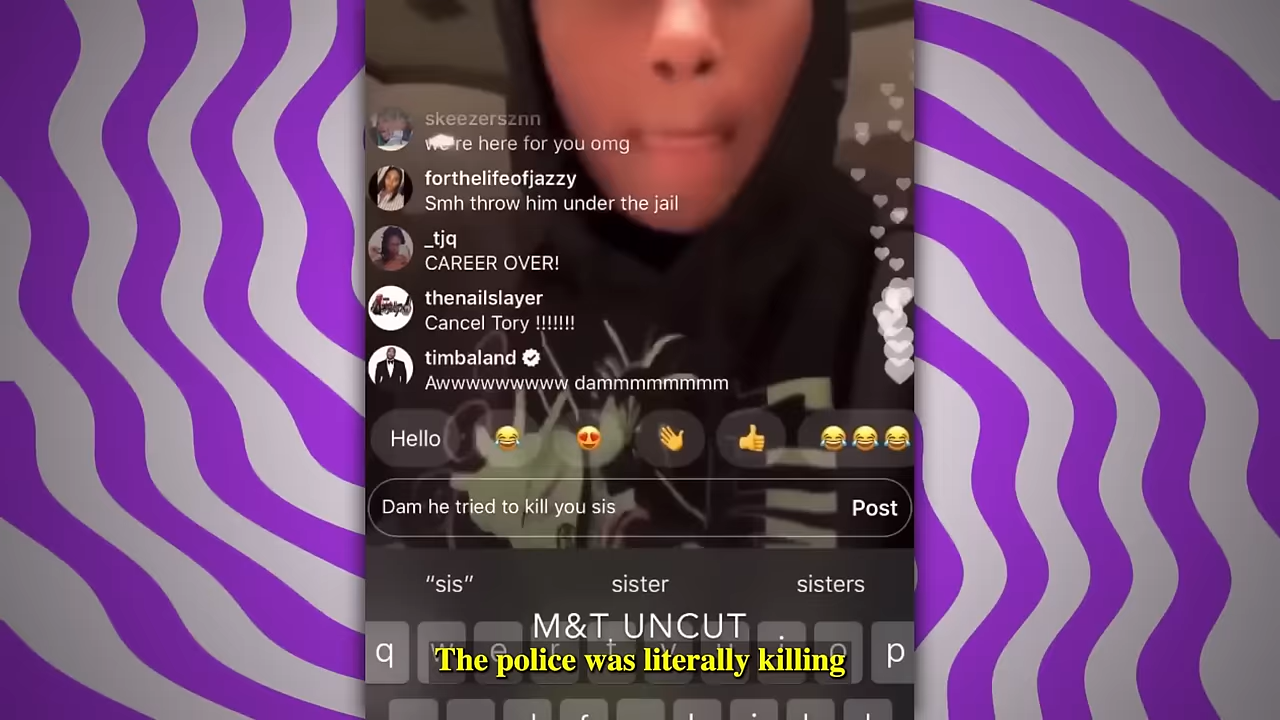 skeezersznn
we're here for you omg
forthelifeofjazzy
Smh throw him under the jail
_tjq
CAREER OVER!
thenailslayer
Cancel Tory !!!!!!!
timbaland
Awwwwwwwww dammmmmmmm
Hello 😂 😍 👋 👍 😂😂😂
Dam he tried to kill you sis Post
“sis” sister sisters
M&T UNCUT
q w e r t y u i o p
The police was literally killing